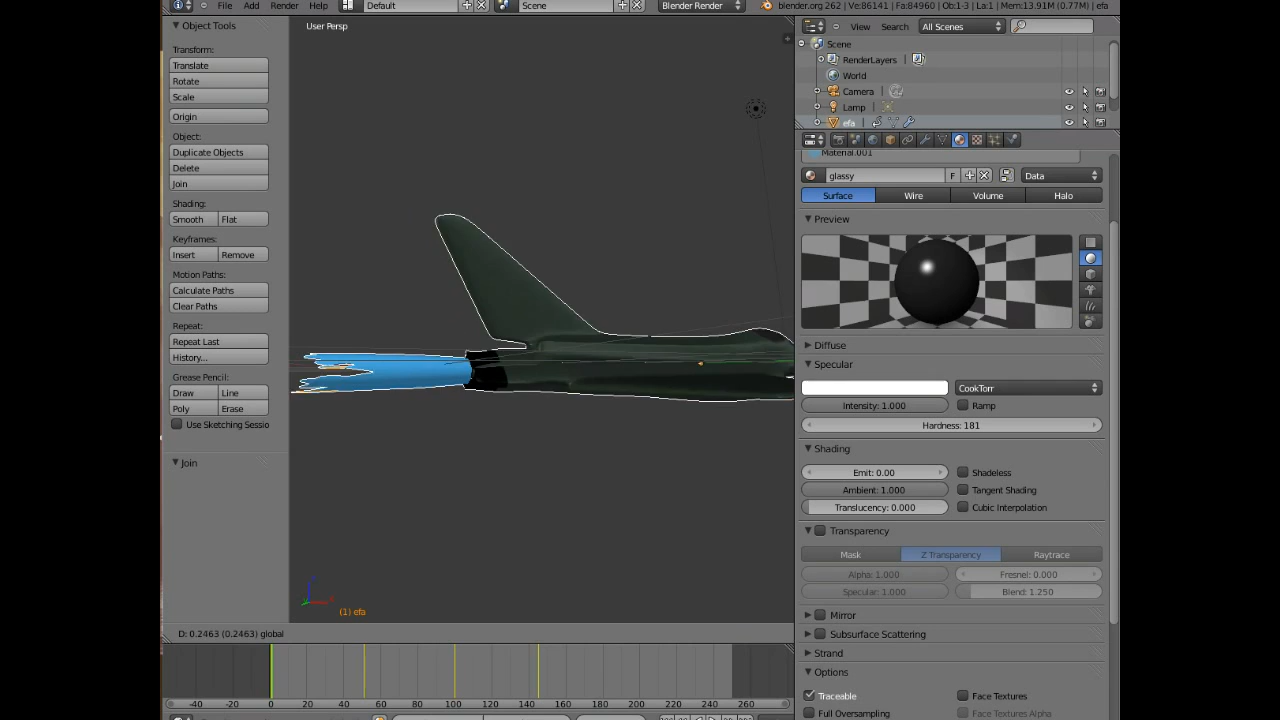 File Add Render Help Default Scene Blender Render blender.org 262 | Ve:86141 | Fa:84960 | Ob:1-3 | La:1 | Mem:13.91M (0.77M) | efa
Object Tools
Transform:
Translate
Rotate
Scale
Origin
Object:
Duplicate Objects
Delete
Join
Shading:
Smooth Flat
Keyframes:
Insert Remove
Motion Paths:
Calculate Paths
Clear Paths
Repeat:
Repeat Last
History...
Grease Pencil:
Draw Line
Poly Erase
Use Sketching Sessio
Join
User Persp
(1) efa
D: 0.2463 (0.2463) global
-40 -20 0 20 40 60 80 100 120 140 160 180 200 220 240 260
View Search All Scenes
Scene
RenderLayers
World
Camera
Lamp
efa
Material.001
glassy F Data
Surface Wire Volume Halo
Preview
Diffuse
Specular
CookTorr
Intensity: 1.000 Ramp
Hardness: 181
Shading
Emit: 0.00 Shadeless
Ambient: 1.000 Tangent Shading
Translucency: 0.000 Cubic Interpolation
Transparency
Mask Z Transparency Raytrace
Alpha: 1.000 Fresnel: 0.000
Specular: 1.000 Blend: 1.250
Mirror
Subsurface Scattering
Strand
Options
Traceable Face Textures
Full Oversampling Face Textures Alpha